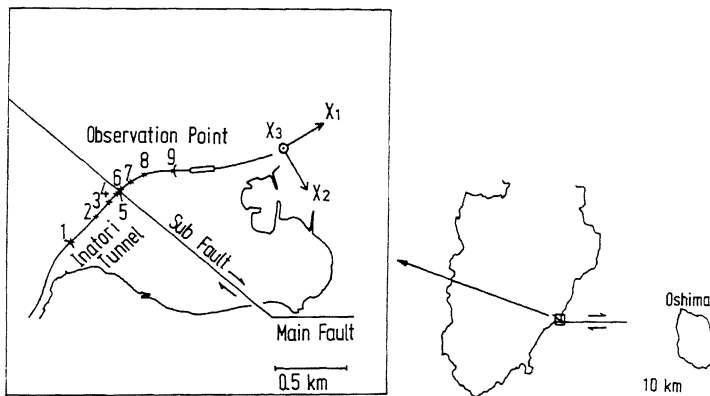 X1
X3
Observation Point
X2
9
8
7
6
4
3
5
2
1
Inatori
Tunnel
Sub Fault
Main Fault
0.5 km
Oshima
10 km